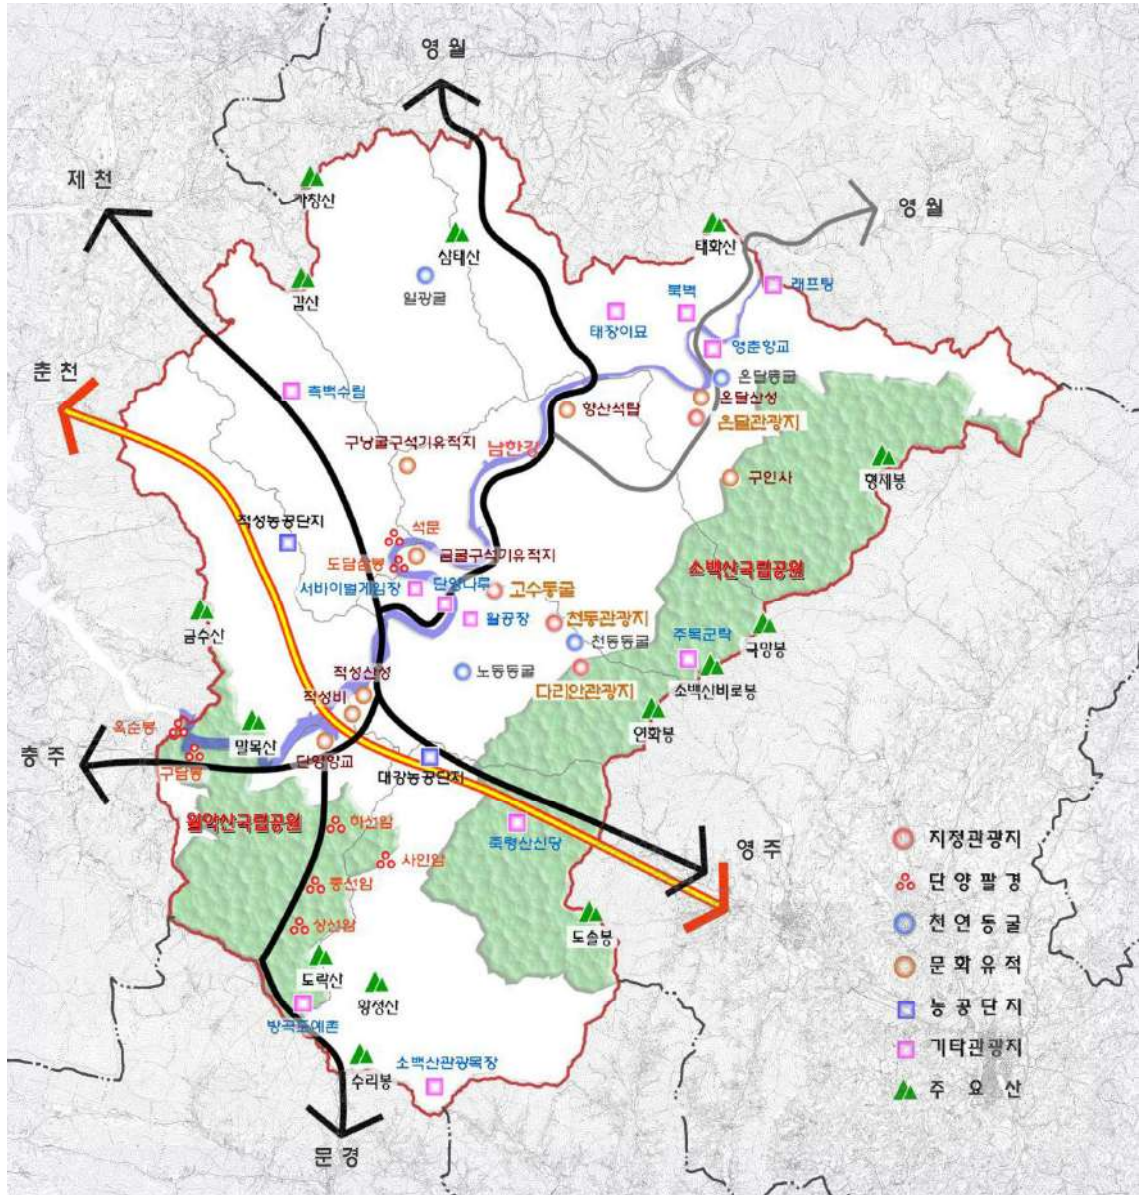 영월
제천
가창산
태화산
영월
삼태산
갑산
일광굴
래프팅
북벽
태장이묘
영춘향교
춘천
측백수림
온달동굴
온달산성
향산석탑
온달관광지
구낭굴구석기유적지
남한강
형제봉
구인사
적성농공단지
석문
금굴구석기유적지
도담삼봉
소백산국립공원
서바이벌게임장
단양나루
고수동굴
금수산
활공장
천동관광지
천동동굴
주목군락
국망봉
노동동굴
다리안관광지
소백산비로봉
적성산성
적성비
연화봉
옥순봉
말목산
충주
구담봉
단양향교
대강농공단지
월악산국립공원
하선암
죽령산신당
영주
사인암
중선암
상선암
도솔봉
도락산
황정산
방곡도예촌
수리봉
소백산관광목장
문경
지정관광지
단양팔경
천연동굴
문화유적
농공단지
기타관광지
주요산